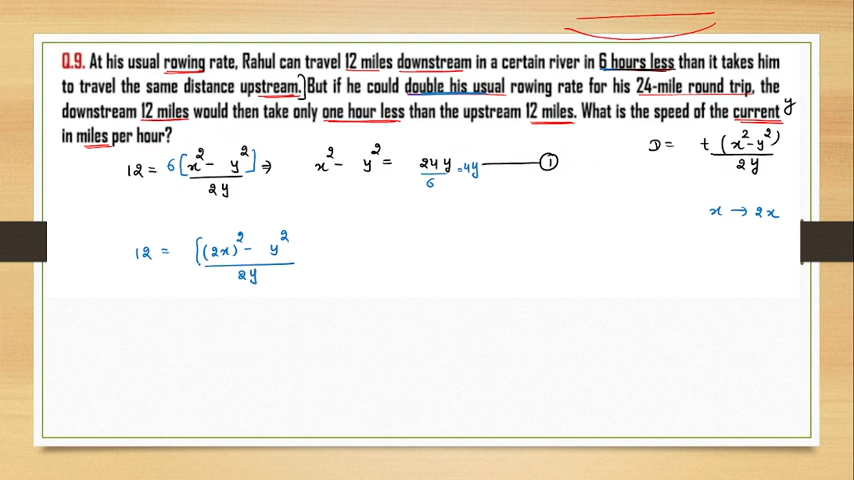 Q.9. At his usual rowing rate, Rahul can travel 12 miles downstream in a certain river in 6 hours less than it takes him
to travel the same distance upstream.] But if he could double his usual rowing rate for his 24-mile round trip, the
downstream 12 miles would then take only one hour less than the upstream 12 miles. What is the speed of the current y
in miles per hour?
12 = 6[x² - y²]/2y ⇒ x² - y² = 24y/6 = 4y — ①
D = t(x² - y²)/2y
x → 2x
12 = [(2x)² - y²/2y